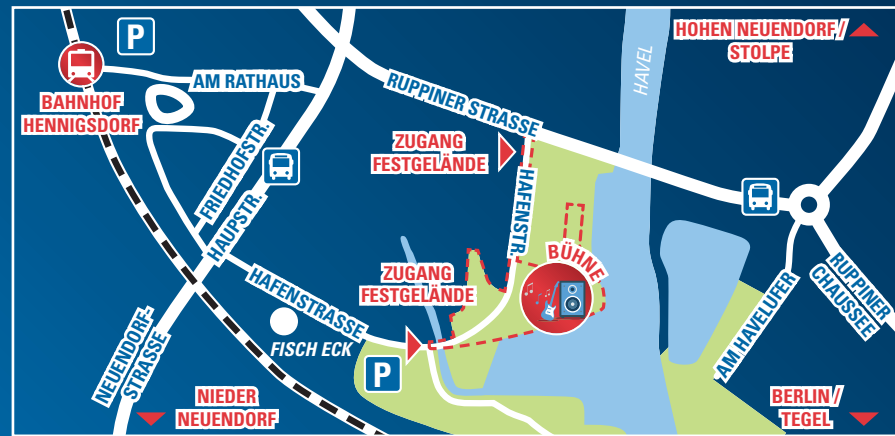 P
HAVEL
HOHEN NEUENDORF /
STOLPE
BAHNHOF
HENNIGSDORF
AM RATHAUS
RUPPINER STRASSE
ZUGANG
FESTGELÄNDE
FRIEDHOFSTR.
HAUPSTR.
HAFENSTR.
BÜHNE
ZUGANG
FESTGELÄNDE
HAFENSTRASSE
RUPPINER
CHAUSSEE
AM HAVELUFER
NEUENDORF-
STRASSE
FISCH ECK
P
NIEDER
NEUENDORF
BERLIN /
TEGEL